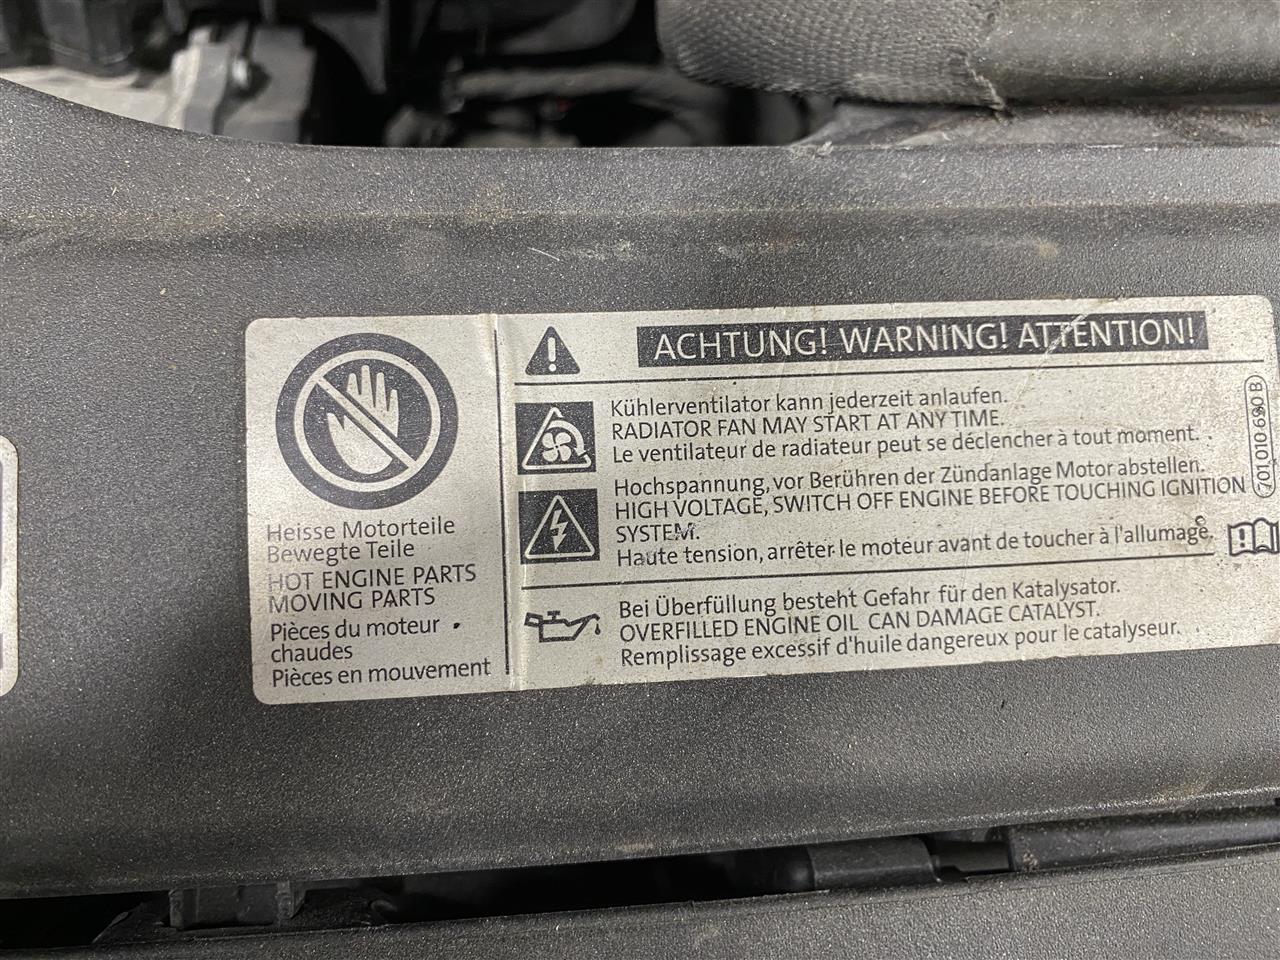 Heisse Motorteile
Bewegte Teile
HOT ENGINE PARTS
MOVING PARTS
Pièces du moteur
chaudes
Pièces en mouvement
ACHTUNG! WARNING! ATTENTION!
Kühlerventilator kann jederzeit anlaufen.
RADIATOR FAN MAY START AT ANY TIME.
Le ventilateur de radiateur peut se déclencher à tout moment.
Hochspannung, vor Berühren der Zündanlage Motor abstellen.
HIGH VOLTAGE, SWITCH OFF ENGINE BEFORE TOUCHING IGNITION
SYSTEM.
Haute tension, arrêter le moteur avant de toucher à l'allumage.
Bei Überfüllung besteht Gefahr für den Katalysator.
OVERFILLED ENGINE OIL CAN DAMAGE CATALYST.
Remplissage excessif d'huile dangereux pour le catalyseur.
701 010 690 B